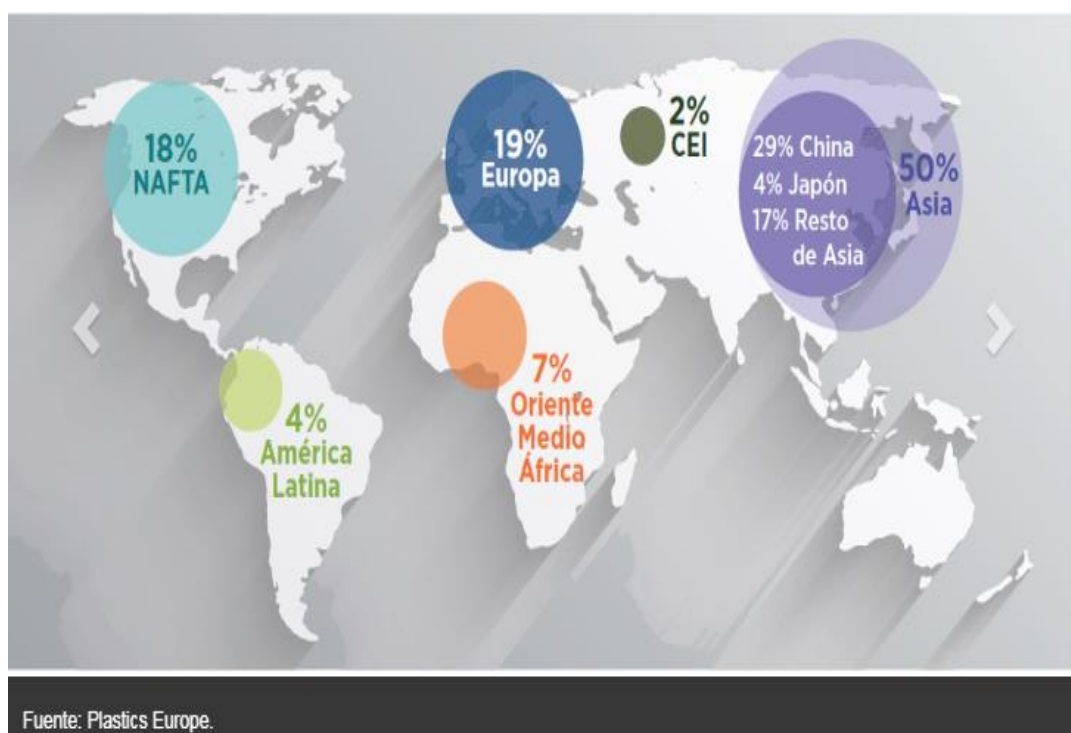 18%
NAFTA
19%
Europa
2%
CEI
29% China
4% Japón
17% Resto
de Asia
50%
Asia
4%
América
Latina
7%
Oriente
Medio
África
Fuente: Plastics Europe.